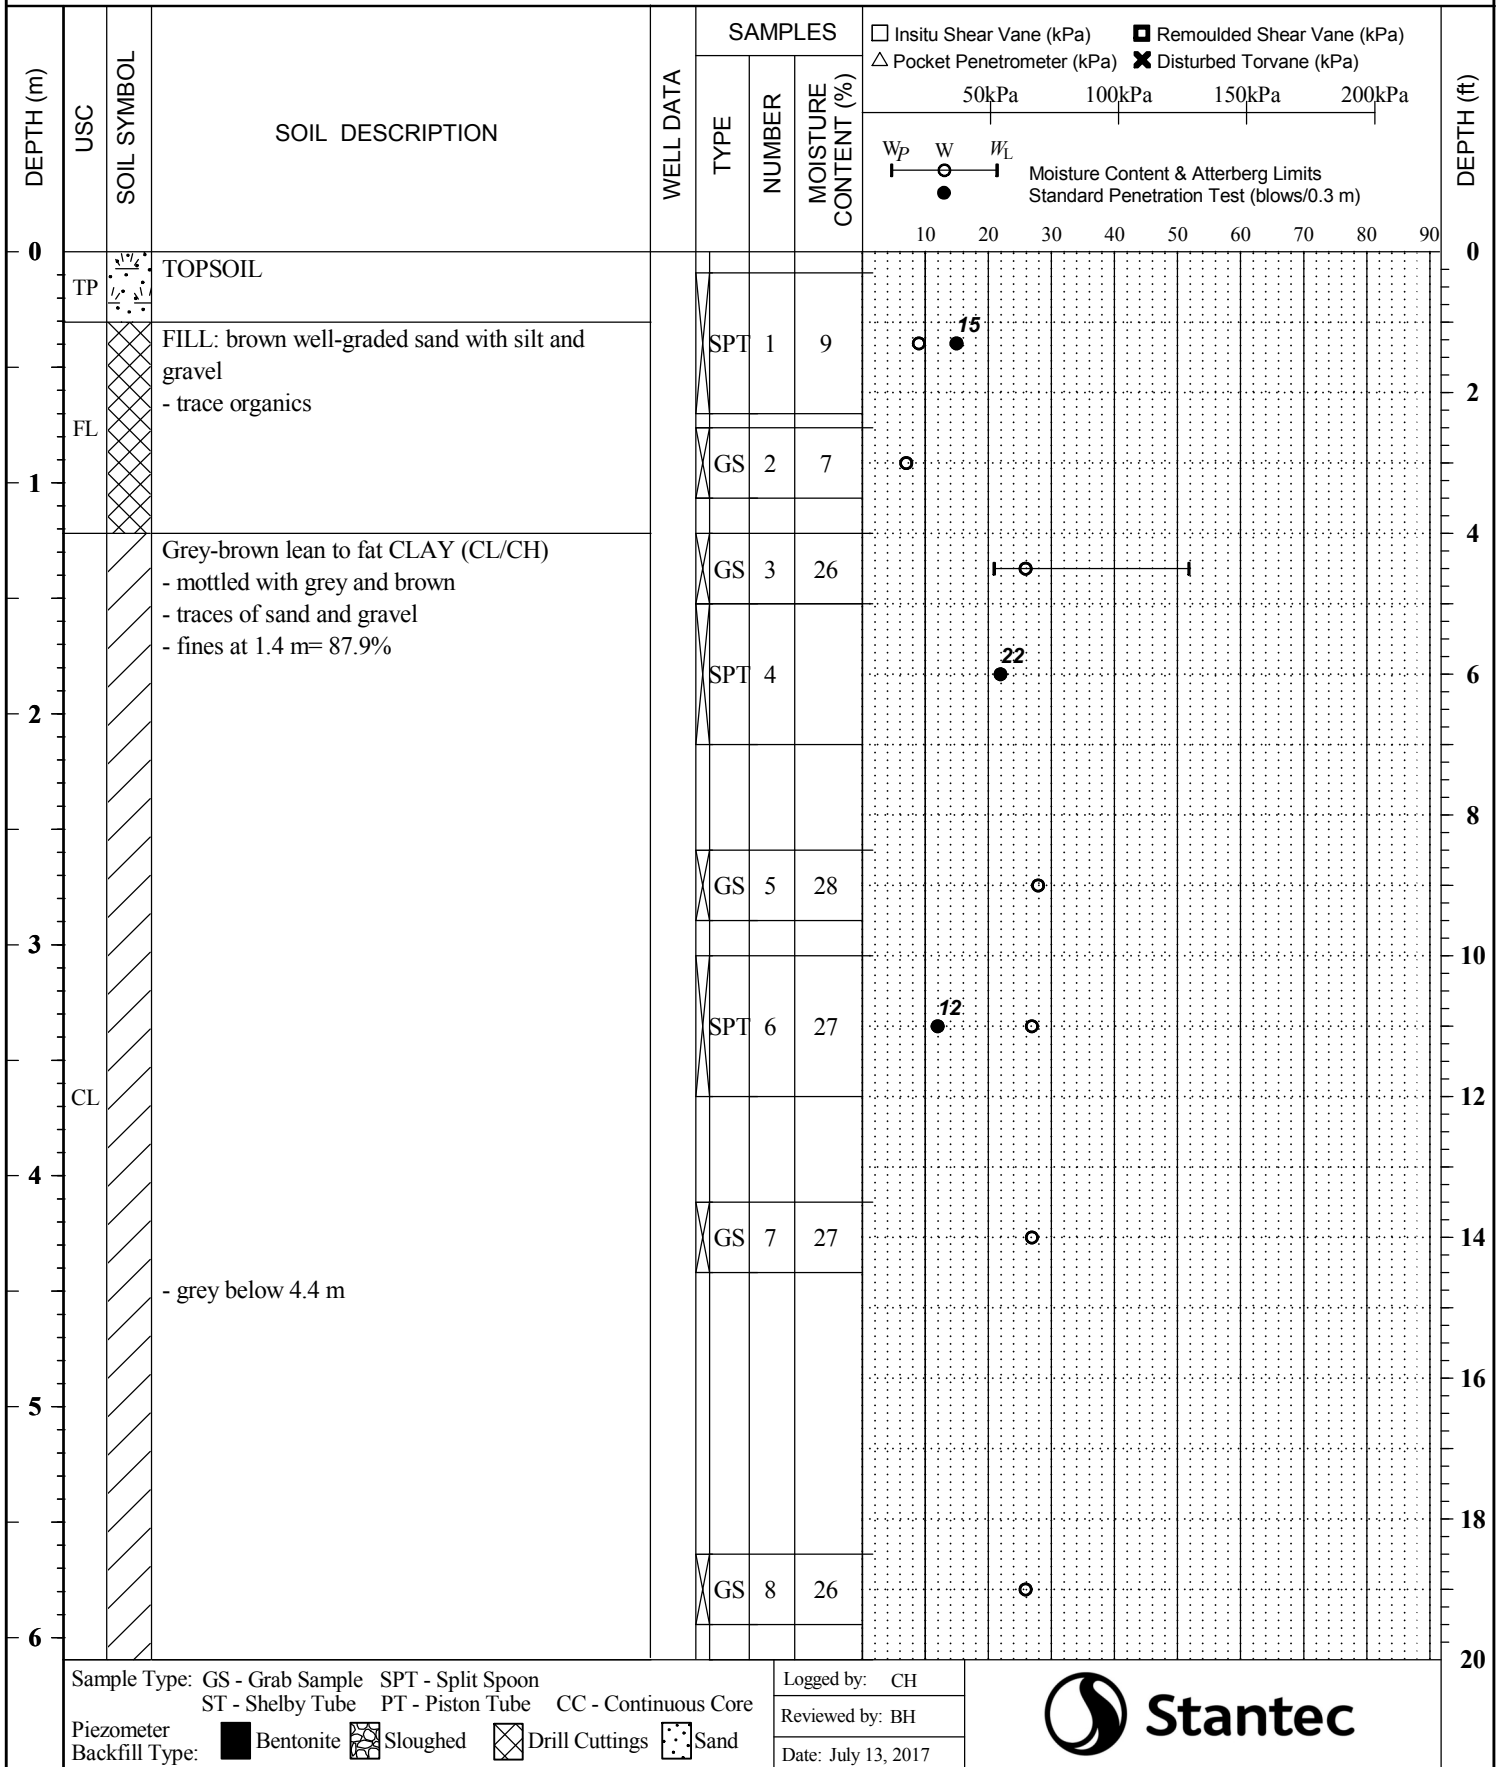 DEPTH (m)
USC
SOIL SYMBOL
SOIL DESCRIPTION
WELL DATA
SAMPLES
TYPE
NUMBER
MOISTURE CONTENT (%)
Insitu Shear Vane (kPa) Remoulded Shear Vane (kPa)
Pocket Penetrometer (kPa) Disturbed Torvane (kPa)
50kPa 100kPa 150kPa 200kPa
WP W WL
Moisture Content & Atterberg Limits
Standard Penetration Test (blows/0.3 m)
10 20 30 40 50 60 70 80 90
DEPTH (ft)
0 0
TP TOPSOIL
FILL: brown well-graded sand with silt and
gravel
- trace organics
SPT 1 9
15
2
FL
GS 2 7
1
4
Grey-brown lean to fat CLAY (CL/CH)
- mottled with grey and brown
- traces of sand and gravel
- fines at 1.4 m= 87.9%
GS 3 26
SPT 4
22
6
2
8
GS 5 28
3
10
SPT 6 27
12
CL
12
4
GS 7 27
14
- grey below 4.4 m
16
5
18
GS 8 26
6
20
Sample Type: GS - Grab Sample SPT - Split Spoon
ST - Shelby Tube PT - Piston Tube CC - Continuous Core
Piezometer
Backfill Type: Bentonite Sloughed Drill Cuttings Sand
Logged by: CH
Reviewed by: BH
Date: July 13, 2017
Stantec